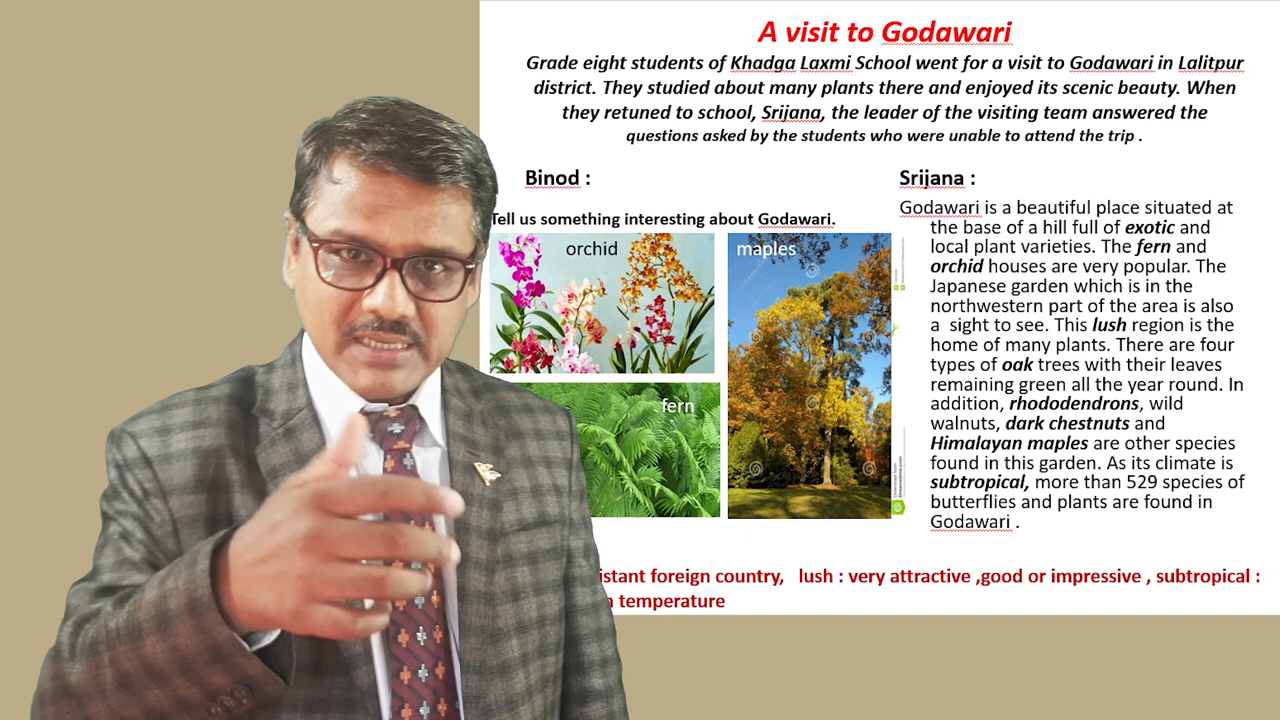 A visit to Godawari
Grade eight students of Khadga Laxmi School went for a visit to Godawari in Lalitpur
district. They studied about many plants there and enjoyed its scenic beauty. When
they retuned to school, Srijana, the leader of the visiting team answered the
questions asked by the students who were unable to attend the trip .
Binod :
Tell us something interesting about Godawari.
orchid
maples
fern
Srijana :
Godawari is a beautiful place situated at
the base of a hill full of exotic and
local plant varieties. The fern and
orchid houses are very popular. The
Japanese garden which is in the
northwestern part of the area is also
a sight to see. This lush region is the
home of many plants. There are four
types of oak trees with their leaves
remaining green all the year round. In
addition, rhododendrons, wild
walnuts, dark chestnuts and
Himalayan maples are other species
found in this garden. As its climate is
subtropical, more than 529 species of
butterflies and plants are found in
Godawari .
foreign country, lush : very attractive ,good or impressive , subtropical :
temperature